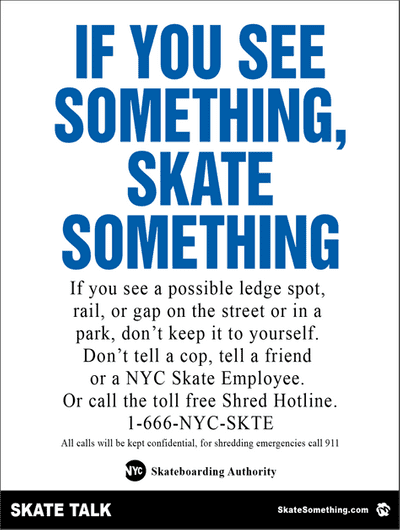 IF YOU SEE
SOMETHING,
SKATE
SOMETHING
If you see a possible ledge spot,
rail, or gap on the street or in a
park, don't keep it to yourself.
Don't tell a cop, tell a friend
or a NYC Skate Employee.
Or call the toll free Shred Hotline.
1-666-NYC-SKTE
All calls will be kept confidential, for shredding emergencies call 911
NYC Skateboarding Authority
SKATE TALK SkateSomething.com